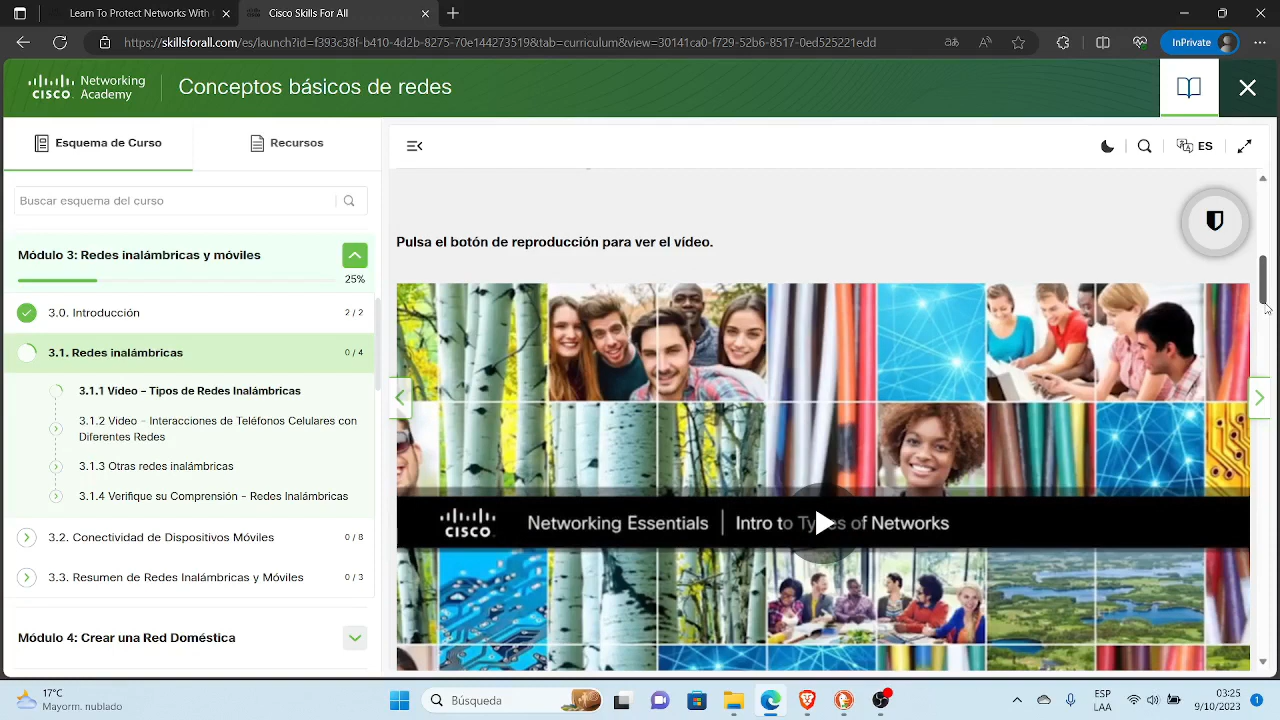 Learn To Protect Networks With
Cisco Skills For All
https://skillsforall.com/es/launch?id=f393c38f-b410-4d2b-8275-70c442735198&tab=curriculum&view=30141ca0-f729-52b6-8517-0ed525221edd
InPrivate
CISCO
Networking
Academy
Conceptos básicos de redes
Esquema de Curso
Recursos
ES
Buscar esquema del curso
Módulo 3: Redes inalámbricas y móviles
25%
3.0. Introducción
2 / 2
3.1. Redes inalámbricas
0 / 4
3.1.1 Video – Tipos de Redes Inalámbricas
3.1.2 Video - Interacciones de Teléfonos Celulares con
Diferentes Redes
3.1.3 Otras redes inalámbricas
3.1.4 Verifique su Comprensión - Redes Inalámbricas
3.2. Conectividad de Dispositivos Móviles
0 / 8
3.3. Resumen de Redes Inalámbricas y Móviles
0 / 3
Módulo 4: Crear una Red Doméstica
Pulsa el botón de reproducción para ver el vídeo.
CISCO
Networking Essentials | Intro to Types of Networks
17°C
Mayorm. nublado
Búsqueda
ESP
LAA
03:25
9/10/2023
1